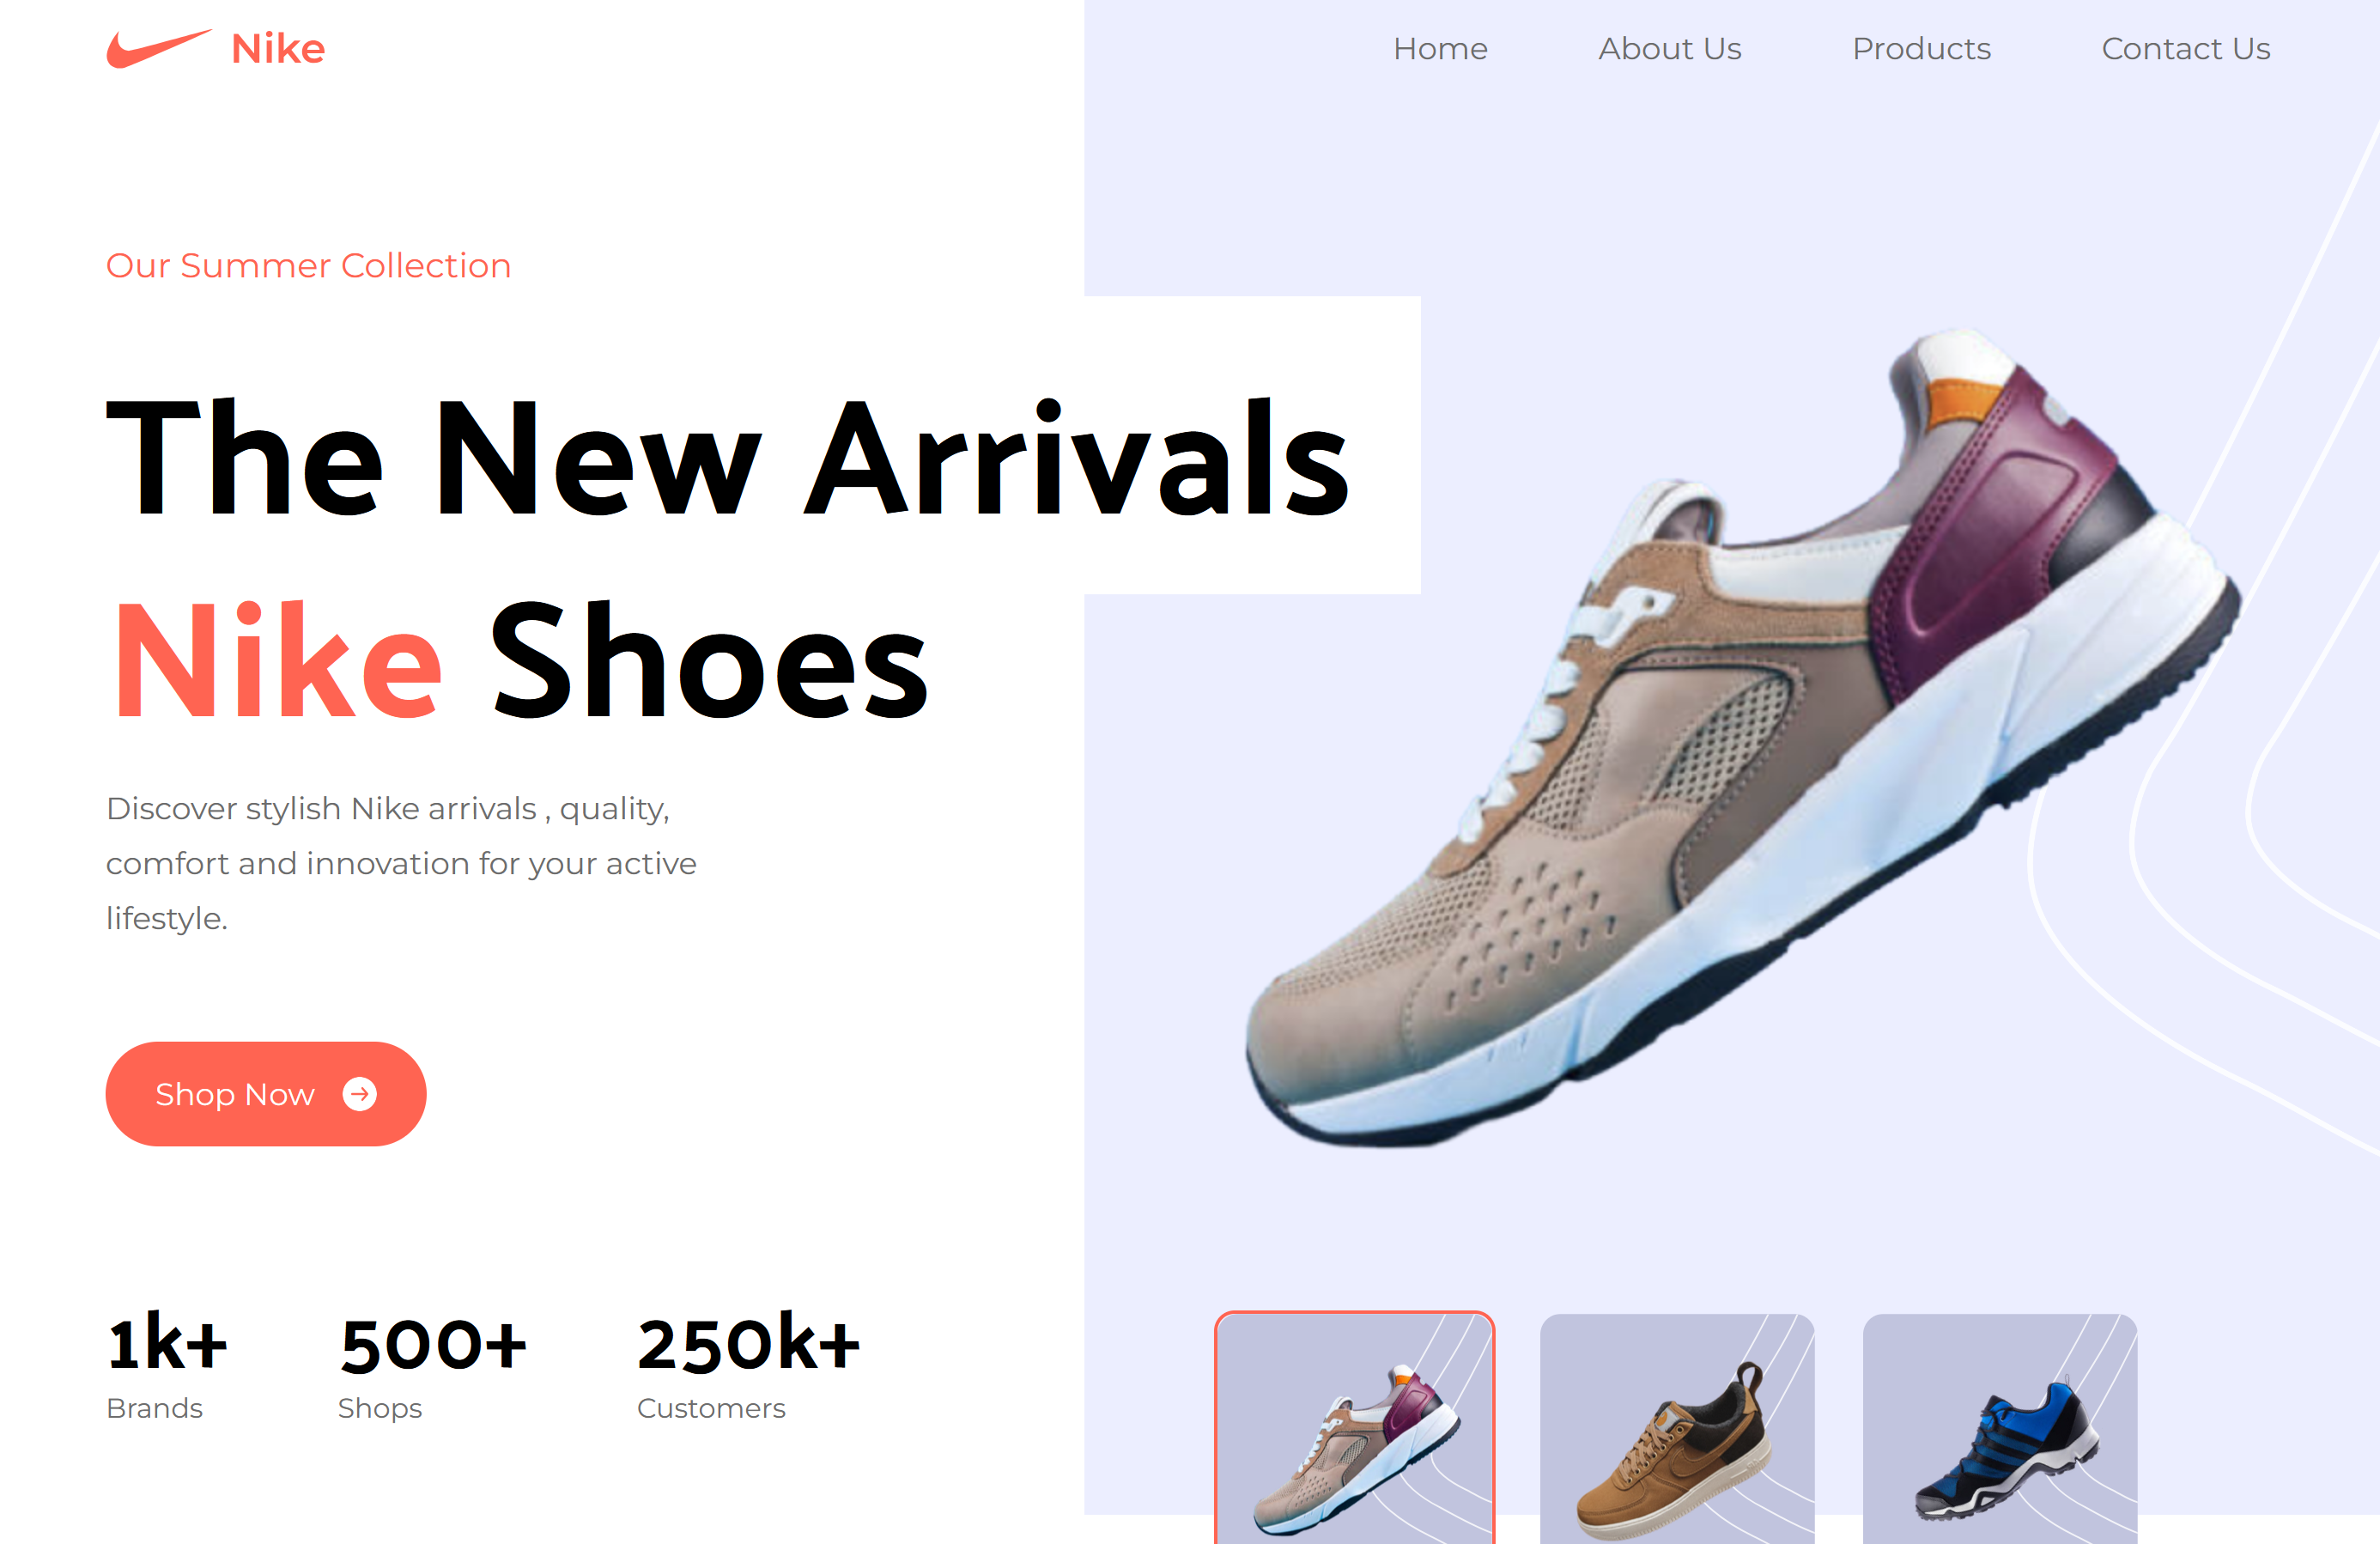 Nike
Home
About Us
Products
Contact Us
Our Summer Collection
The New Arrivals
Nike Shoes
Discover stylish Nike arrivals , quality,
comfort and innovation for your active
lifestyle.
Shop Now
1k+
Brands
500+
Shops
250k+
Customers